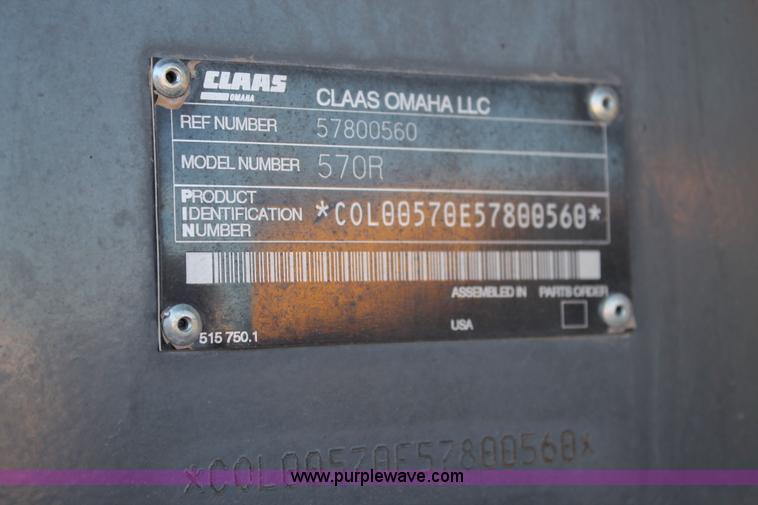 CLAAS
OMAHA
CLAAS OMAHA LLC
REF NUMBER 57800560
MODEL NUMBER 570R
PRODUCT
IDENTIFICATION
NUMBER
*C0L00570E57800560*
ASSEMBLED IN PARTS ORDER
USA
515 750.1
*C0L00570E57800560*
www.purplewave.com